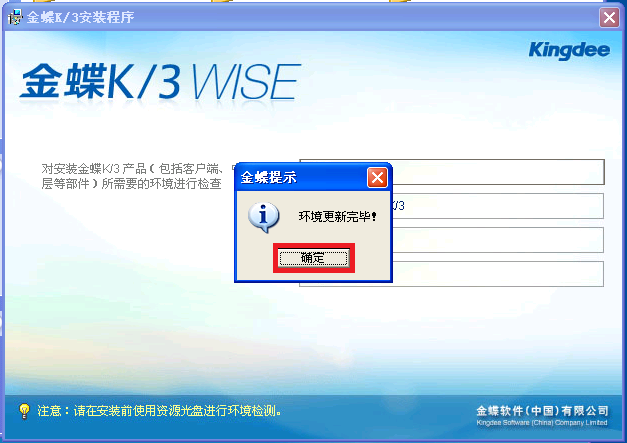 金蝶K/3安装程序
Kingdee
金蝶K/3 WISE
对安装金蝶K/3 产品（包括客户端、
层等部件）所需要的环境进行检查
金蝶提示
K/3
环境更新完毕!
确定
注意：请在安装前使用资源光盘进行环境检测。
金蝶软件(中国)有限公司
Kingdee Software (China) Company Limited